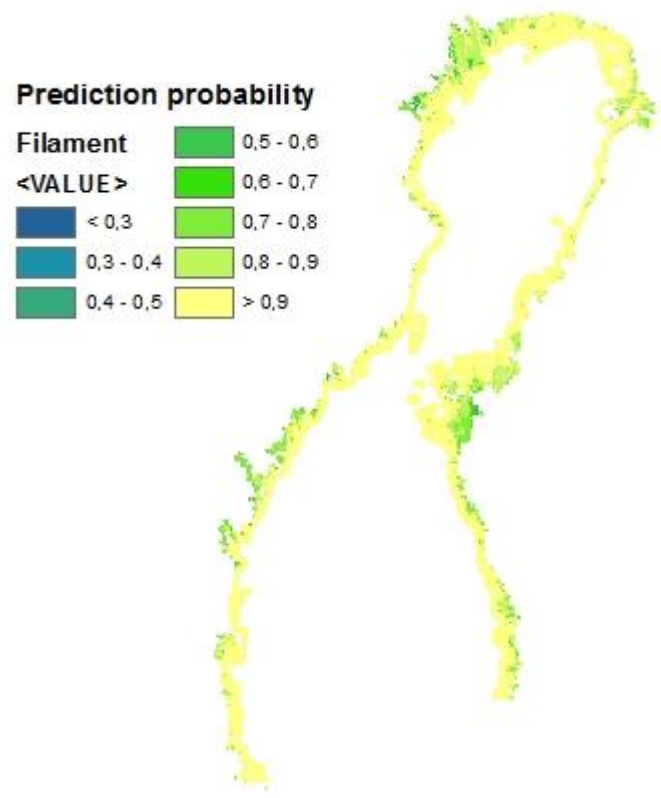 Prediction probability
Filament
<VALUE>
< 0,3
0,3 - 0,4
0,4 - 0,5
0,5 - 0,6
0,6 - 0,7
0,7 - 0,8
0,8 - 0,9
> 0,9